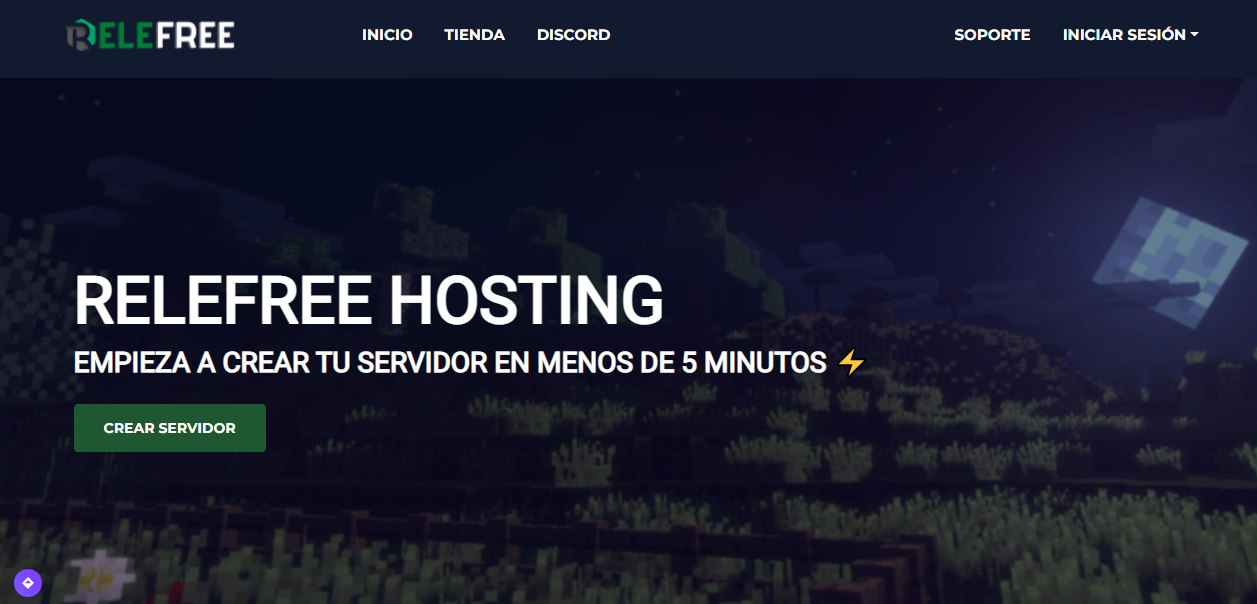 RELEFREE
INICIO TIENDA DISCORD SOPORTE INICIAR SESIÓN
RELEFREE HOSTING
EMPIEZA A CREAR TU SERVIDOR EN MENOS DE 5 MINUTOS ⚡
CREAR SERVIDOR